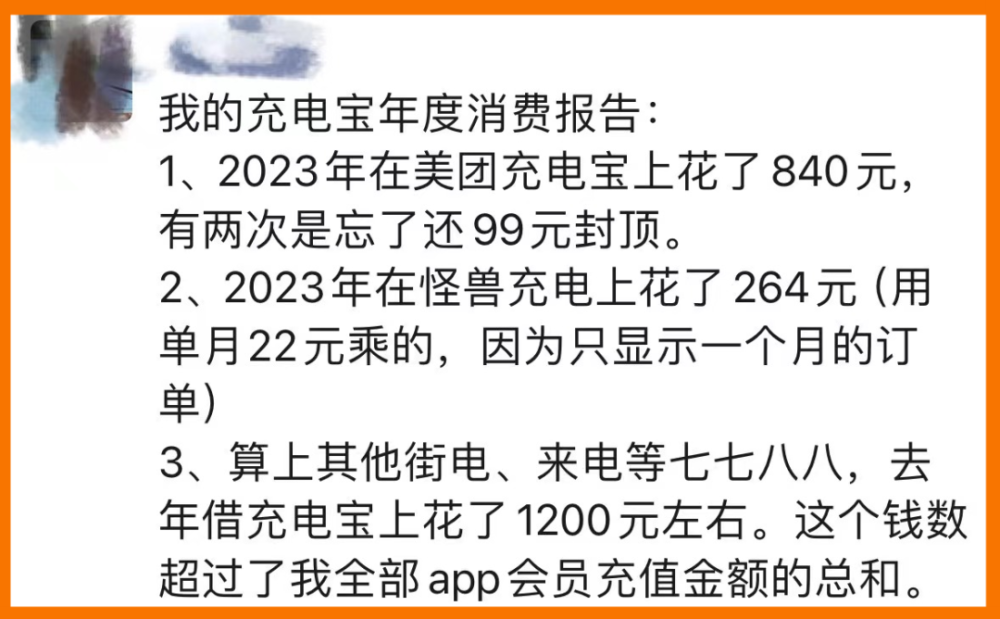 我的充电宝年度消费报告：
1、2023年在美团充电宝上花了840元，
有两次是忘了还99元封顶。
2、2023年在怪兽充电上花了264元（用
单月22元乘的，因为只显示一个月的订
单）
3、算上其他街电、来电等七七八八，去
年借充电宝上花了1200元左右。这个钱数
超过了我全部app会员充值金额的总和。